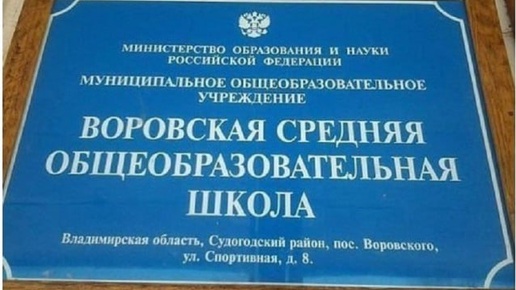 МИНИСТЕРСТВО ОБРАЗОВАНИЯ И НАУКИ
РОССИЙСКОЙ ФЕДЕРАЦИИ
МУНИЦИПАЛЬНОЕ ОБЩЕОБРАЗОВАТЕЛЬНОЕ
УЧРЕЖДЕНИЕ
ВОРОВСКАЯ СРЕДНЯЯ
ОБЩЕОБРАЗОВАТЕЛЬНАЯ
ШКОЛА
Владимирская область, Судогодский район, пос. Воровского,
ул. Спортивная, д. 8.